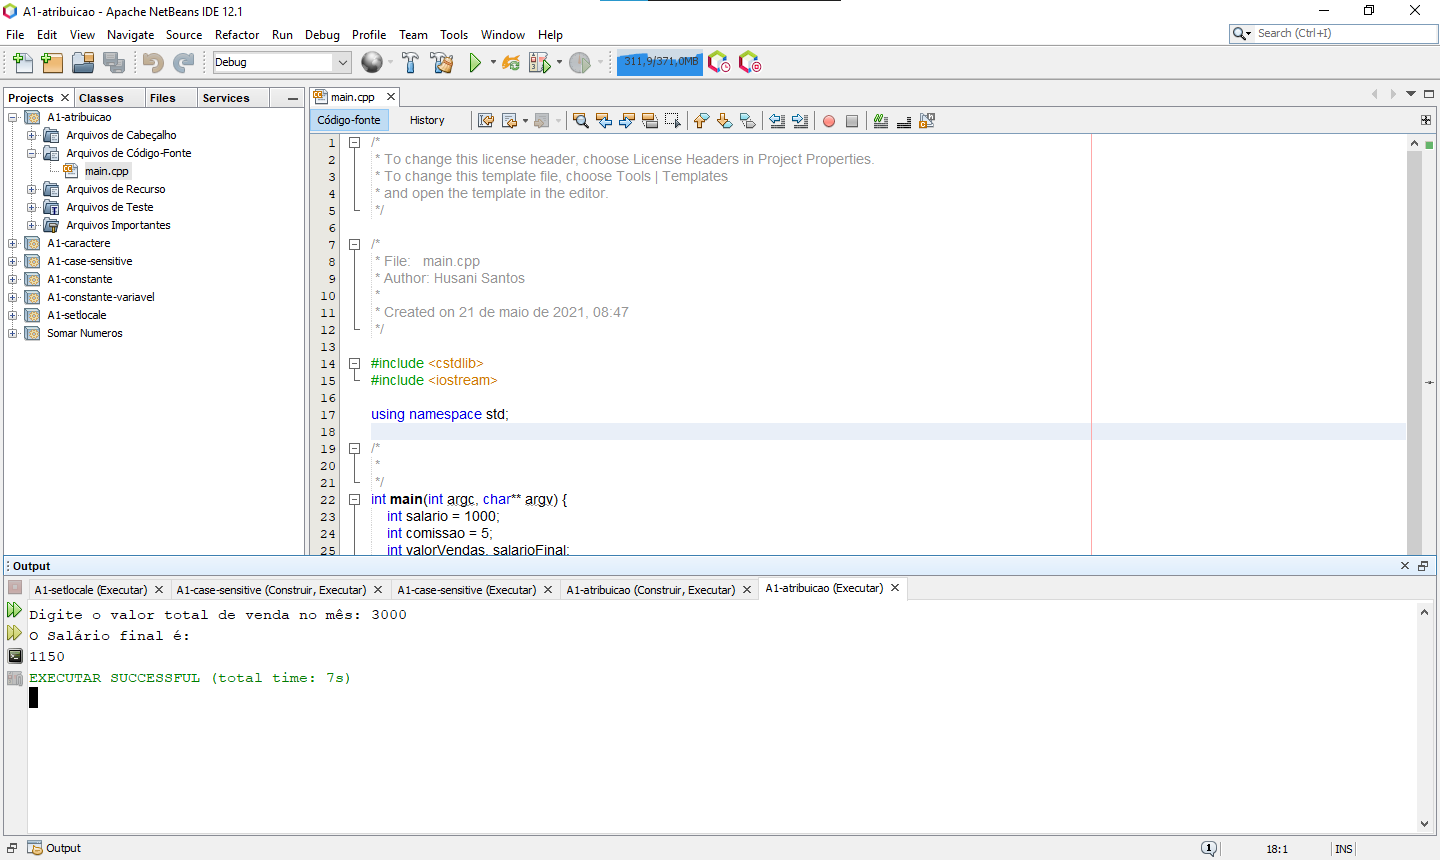 A1-atribuicao - Apache NetBeans IDE 12.1
File Edit View Navigate Source Refactor Run Debug Profile Team Tools Window Help
Search (Ctrl+I)
Debug
311,9/371,0MB
Projects Classes Files Services
A1-atribuicao
Arquivos de Cabeçalho
Arquivos de Código-Fonte
main.cpp
Arquivos de Recurso
Arquivos de Teste
Arquivos Importantes
A1-caractere
A1-case-sensitive
A1-constante
A1-constante-variavel
A1-setlocale
Somar Numeros
main.cpp
Código-fonte History
1 /*
2 * To change this license header, choose License Headers in Project Properties.
3 * To change this template file, choose Tools | Templates
4 * and open the template in the editor.
5 */
6
7 /*
8 * File:   main.cpp
9 * Author: Husani Santos
10 *
11 * Created on 21 de maio de 2021, 08:47
12 */
13
14 #include <cstdlib>
15 #include <iostream>
16
17 using namespace std;
18
19 /*
20 *
21 */
22 int main(int argc, char** argv) {
23 int salario = 1000;
24 int comissao = 5;
25 int valorVendas, salarioFinal;
Output
A1-setlocale (Executar) A1-case-sensitive (Construir, Executar) A1-case-sensitive (Executar) A1-atribuicao (Construir, Executar) A1-atribuicao (Executar)
Digite o valor total de venda no mês: 3000
O Salário final é:
1150
EXECUTAR SUCCESSFUL (total time: 7s)
Output
1
18:1
INS